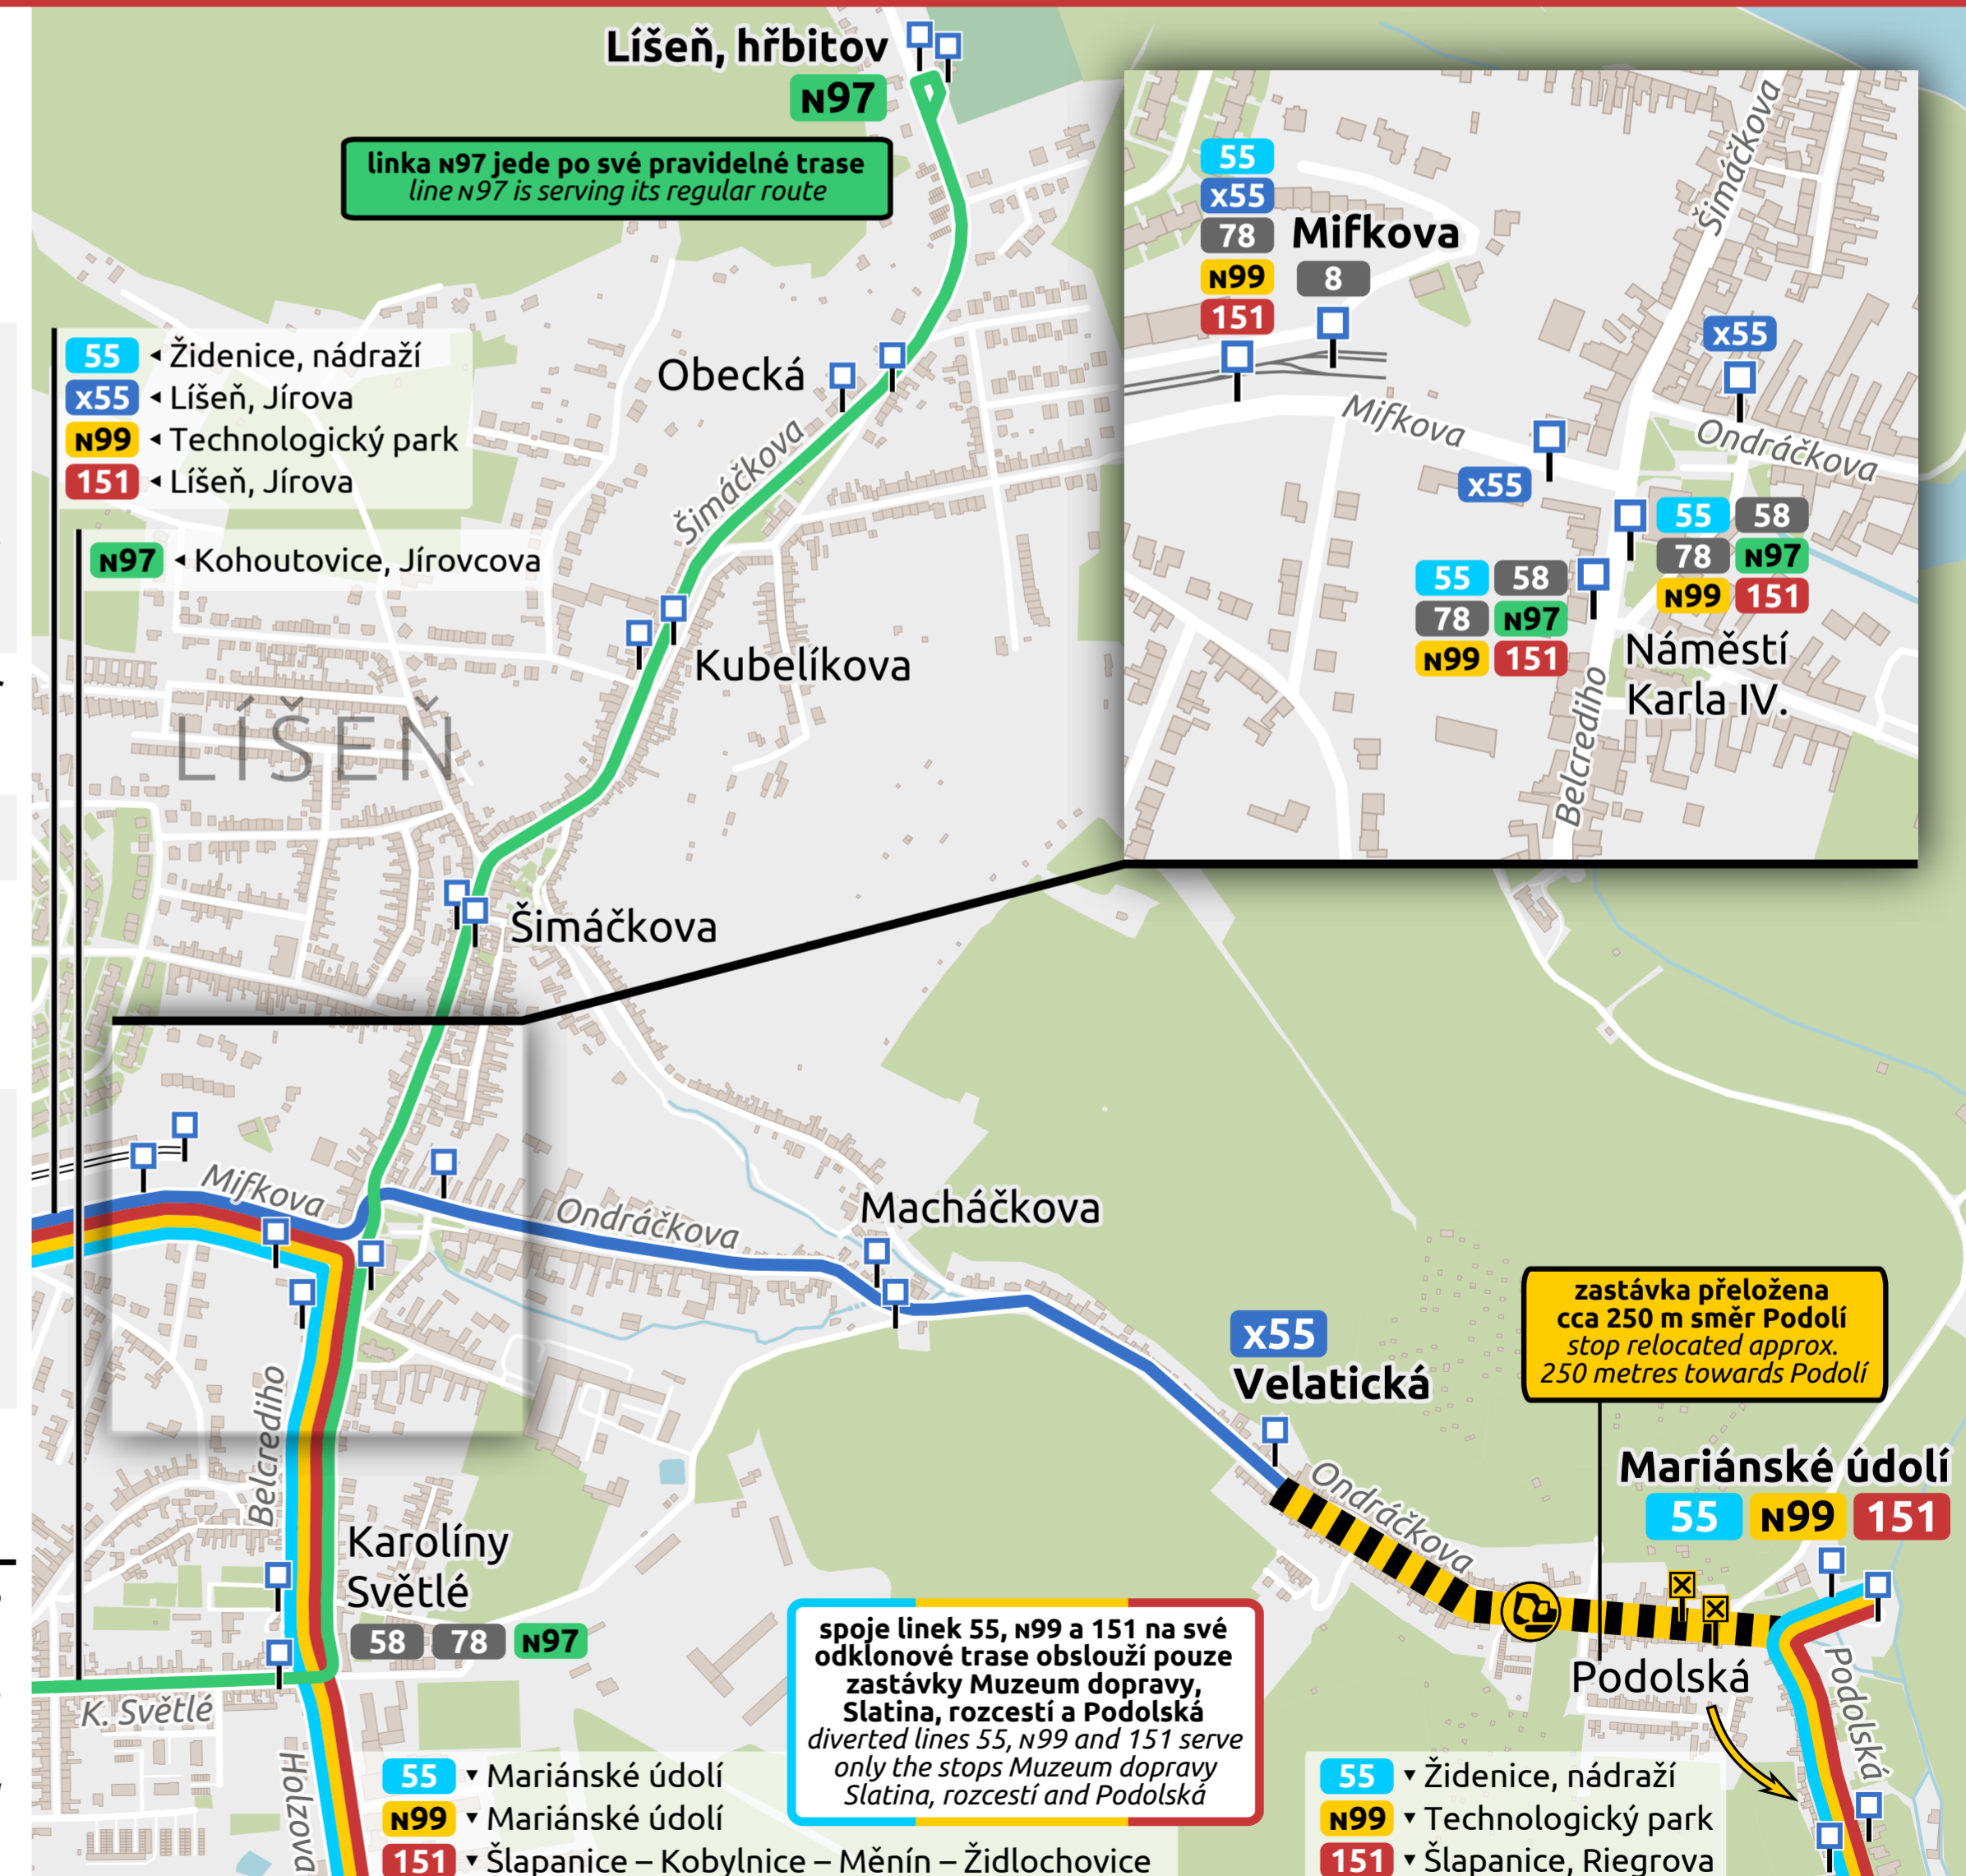 Líšeň, hřbitov
N97
linka N97 jede po své pravidelné trase
line N97 is serving its regular route
55 ◂ Židenice, nádraží
x55 ◂ Líšeň, Jírova
N99 ◂ Technologický park
151 ◂ Líšeň, Jírova
N97 ◂ Kohoutovice, Jírovcova
Obecká
Šimáčkova
Kubelíkova
LÍŠEŇ
Šimáčkova
55
x55
78
N99
151
Mifkova
8
Šimáčkova
x55
Mifkova
Ondráčkova
x55
55 58
78 N97
N99 151
55 58
78 N97
N99 151
Náměstí
Karla IV.
Belcrediho
Mifkova
Ondráčkova
Macháčkova
x55
Velatická
zastávka přeložena
cca 250 m směr Podolí
stop relocated approx.
250 metres towards Podolí
Mariánské údolí
55 N99 151
Ondráčkova
Belcrediho
Karolíny
Světlé
58 78 N97
K. Světlé
Holzova
spoje linek 55, N99 a 151 na své
odklonové trase obslouží pouze
zastávky Muzeum dopravy,
Slatina, rozcestí a Podolská
diverted lines 55, N99 and 151 serve
only the stops Muzeum dopravy
Slatina, rozcestí and Podolská
Podolská
Podolská
55 ▾ Mariánské údolí
N99 ▾ Mariánské údolí
151 ▾ Šlapanice – Kobylnice – Měnín – Židlochovice
55 ▾ Židenice, nádraží
N99 ▾ Technologický park
151 ▾ Šlapanice, Riegrova